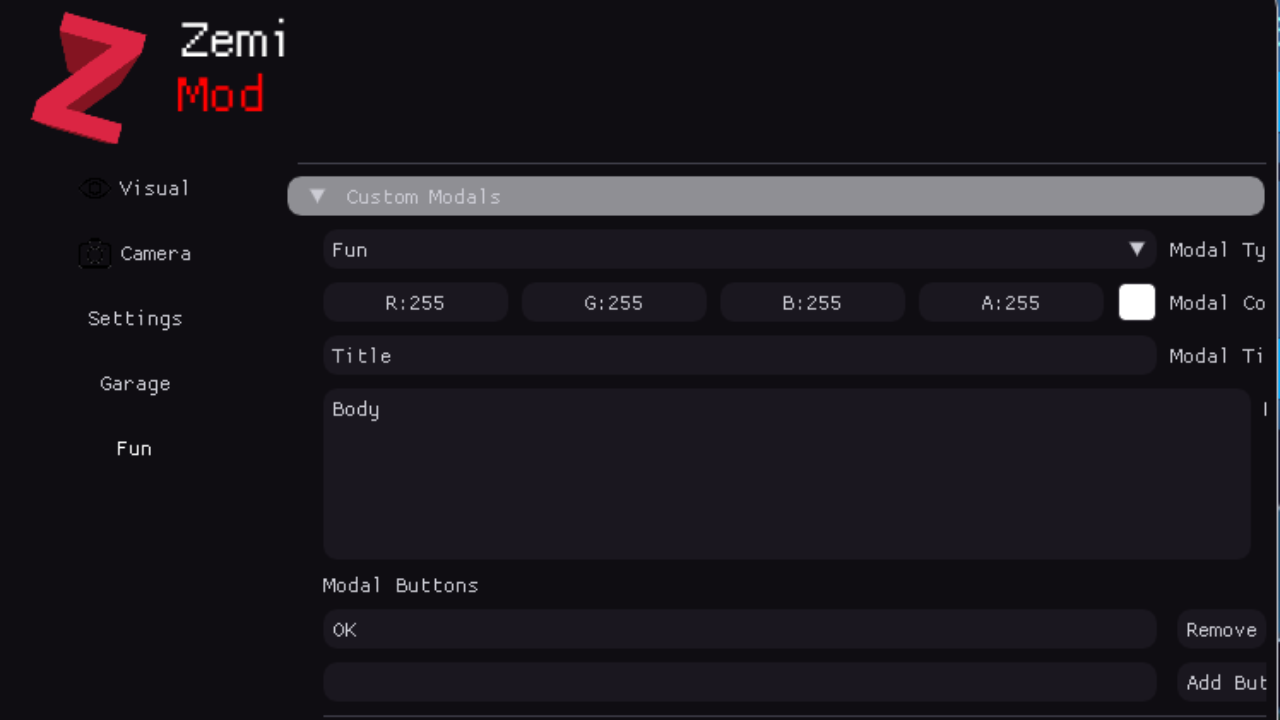 Zemi
Mod
Visual
Camera
Settings
Garage
Fun
Custom Modals
Fun Modal Ty
R:255 G:255 B:255 A:255 Modal Co
Title Modal Ti
Body
Modal Buttons
OK Remove
Add But